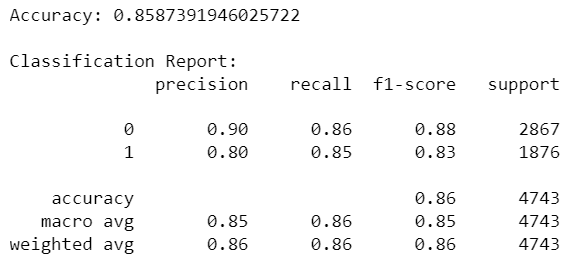 Accuracy: 0.8587391946025722
Classification Report:
precision recall f1-score support
0 0.90 0.86 0.88 2867
1 0.80 0.85 0.83 1876
accuracy 0.86 4743
macro avg 0.85 0.86 0.85 4743
weighted avg 0.86 0.86 0.86 4743